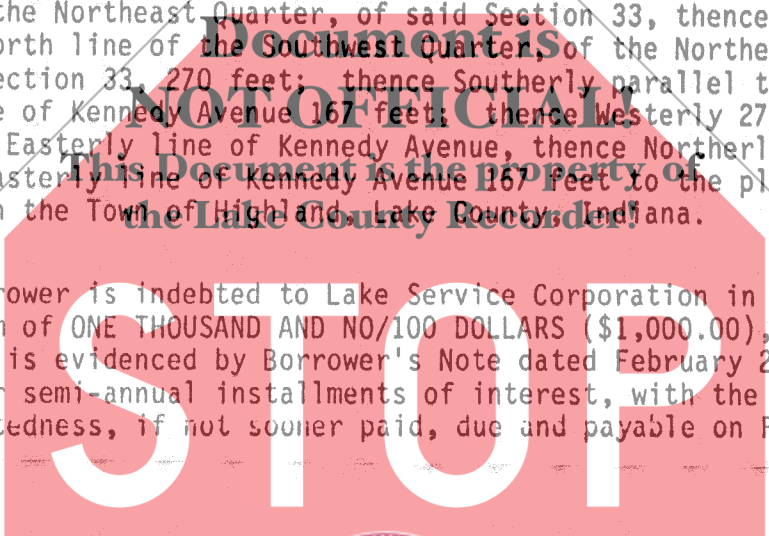 the Northeast Quarter, of said Section 33, thence
Document is
orth line of the Southwest Quarter, of the Northe
ection 33, 270 feet; thence Southerly parallel t
NOT OFFICIAL!
e of Kennedy Avenue 167 feet; thence Westerly 27
Easterly line of Kennedy Avenue, thence Northerl
This Document is the property of
asterly line of Kennedy Avenue 167 feet to the pl
n the Town of Highland, Lake County, Indiana.
the Lake County Recorder!
rower is indebted to Lake Service Corporation in
m of ONE THOUSAND AND NO/100 DOLLARS ($1,000.00),
is evidenced by Borrower's Note dated February 2
r semi-annual installments of interest, with the
tedness, if not sooner paid, due and payable on F
STOP